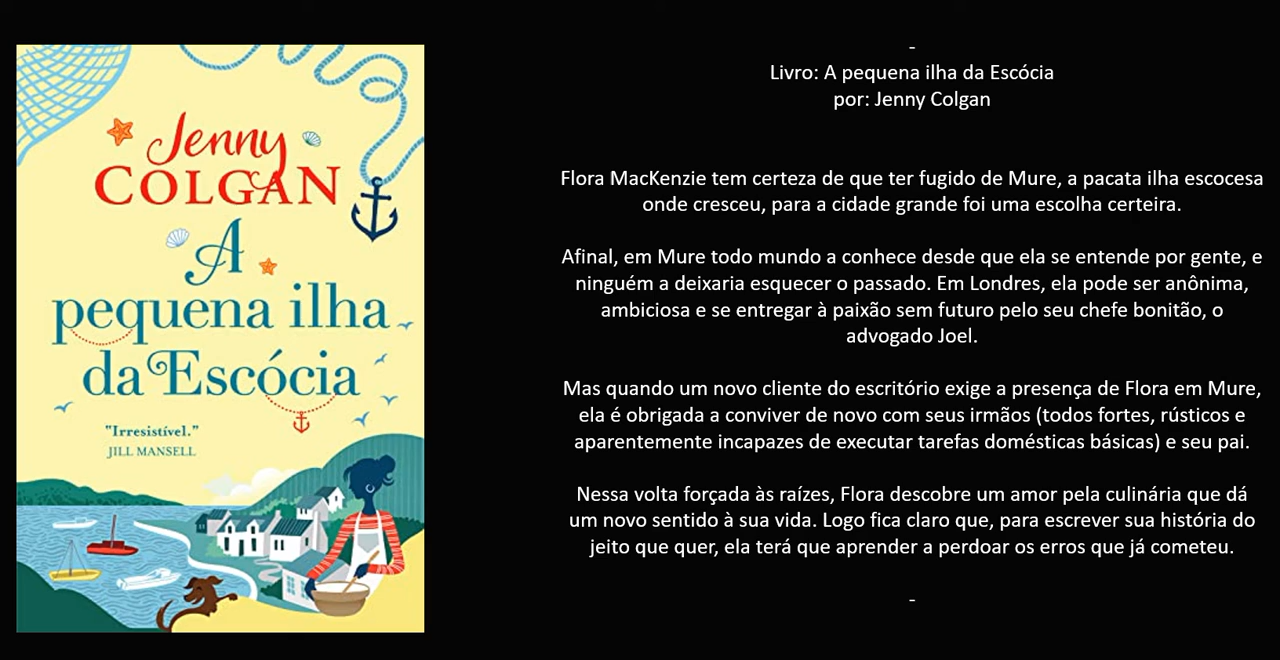 Jenny
COLGAN
A
pequena ilha
da Escócia
"Irresistível."
JILL MANSELL
-
Livro: A pequena ilha da Escócia
por: Jenny Colgan
Flora MacKenzie tem certeza de que ter fugido de Mure, a pacata ilha escocesa
onde cresceu, para a cidade grande foi uma escolha certeira.
Afinal, em Mure todo mundo a conhece desde que ela se entende por gente, e
ninguém a deixaria esquecer o passado. Em Londres, ela pode ser anônima,
ambiciosa e se entregar à paixão sem futuro pelo seu chefe bonitão, o
advogado Joel.
Mas quando um novo cliente do escritório exige a presença de Flora em Mure,
ela é obrigada a conviver de novo com seus irmãos (todos fortes, rústicos e
aparentemente incapazes de executar tarefas domésticas básicas) e seu pai.
Nessa volta forçada às raízes, Flora descobre um amor pela culinária que dá
um novo sentido à sua vida. Logo fica claro que, para escrever sua história do
jeito que quer, ela terá que aprender a perdoar os erros que já cometeu.
-